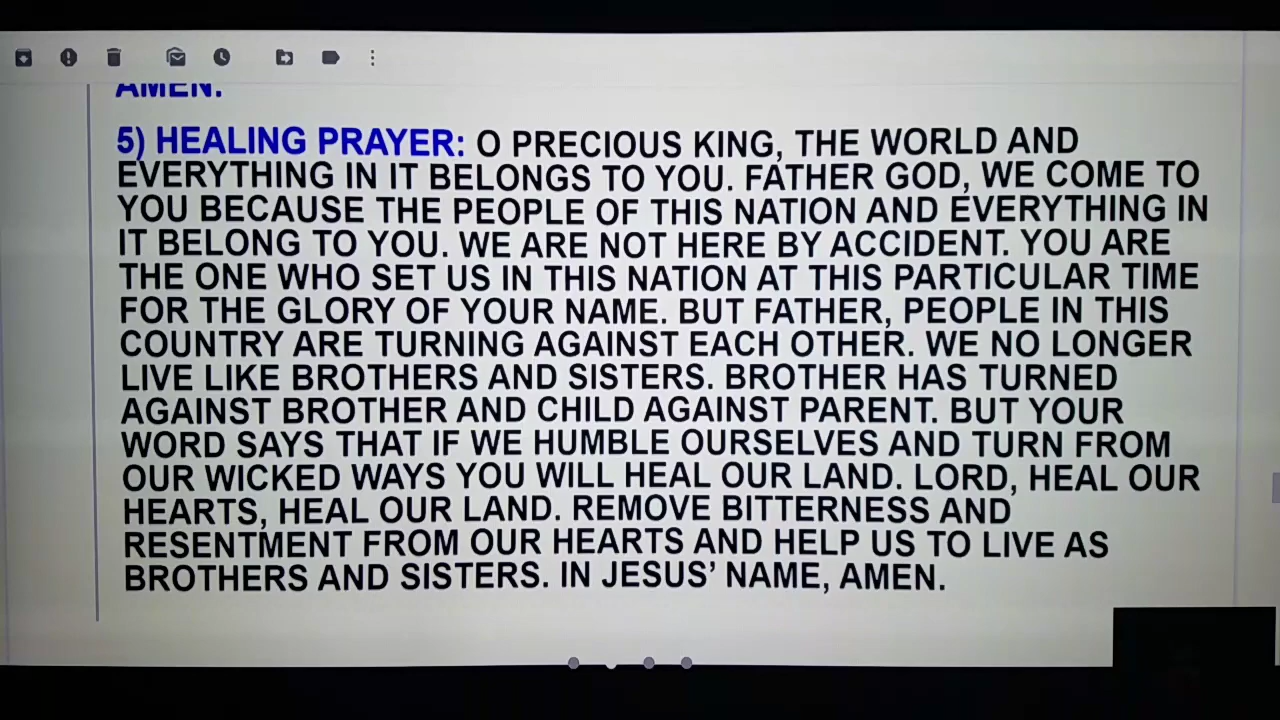 AMEN.
5) HEALING PRAYER: O PRECIOUS KING, THE WORLD AND
EVERYTHING IN IT BELONGS TO YOU. FATHER GOD, WE COME TO
YOU BECAUSE THE PEOPLE OF THIS NATION AND EVERYTHING IN
IT BELONG TO YOU. WE ARE NOT HERE BY ACCIDENT. YOU ARE
THE ONE WHO SET US IN THIS NATION AT THIS PARTICULAR TIME
FOR THE GLORY OF YOUR NAME. BUT FATHER, PEOPLE IN THIS
COUNTRY ARE TURNING AGAINST EACH OTHER. WE NO LONGER
LIVE LIKE BROTHERS AND SISTERS. BROTHER HAS TURNED
AGAINST BROTHER AND CHILD AGAINST PARENT. BUT YOUR
WORD SAYS THAT IF WE HUMBLE OURSELVES AND TURN FROM
OUR WICKED WAYS YOU WILL HEAL OUR LAND. LORD, HEAL OUR
HEARTS, HEAL OUR LAND. REMOVE BITTERNESS AND
RESENTMENT FROM OUR HEARTS AND HELP US TO LIVE AS
BROTHERS AND SISTERS. IN JESUS’ NAME, AMEN.